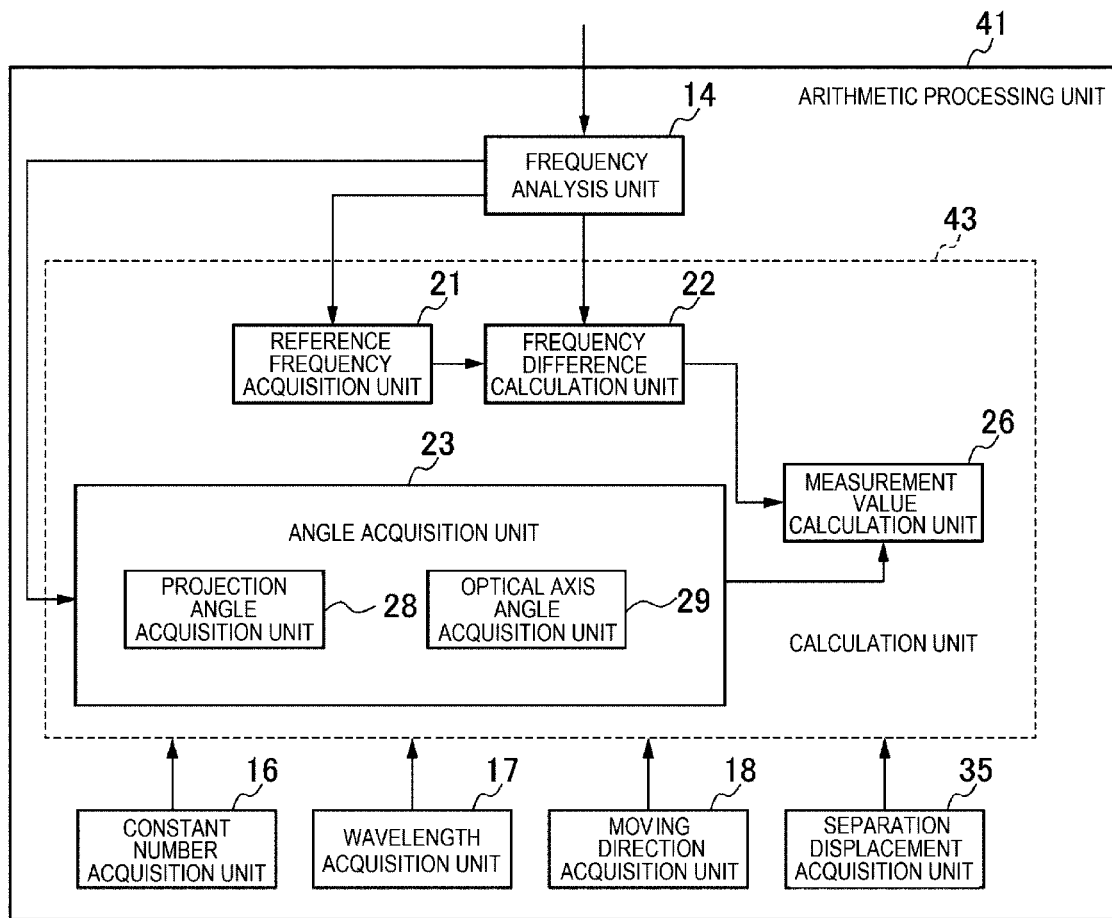 41
ARITHMETIC PROCESSING UNIT
14
FREQUENCY
ANALYSIS UNIT
43
21
REFERENCE
FREQUENCY
ACQUISITION UNIT
22
FREQUENCY
DIFFERENCE
CALCULATION UNIT
26
MEASUREMENT
VALUE
CALCULATION UNIT
23
ANGLE ACQUISITION UNIT
PROJECTION
ANGLE
ACQUISITION UNIT
28
OPTICAL AXIS
ANGLE
ACQUISITION UNIT
29
CALCULATION UNIT
16
CONSTANT
NUMBER
ACQUISITION UNIT
17
WAVELENGTH
ACQUISITION UNIT
18
MOVING
DIRECTION
ACQUISITION UNIT
35
SEPARATION
DISPLACEMENT
ACQUISITION UNIT